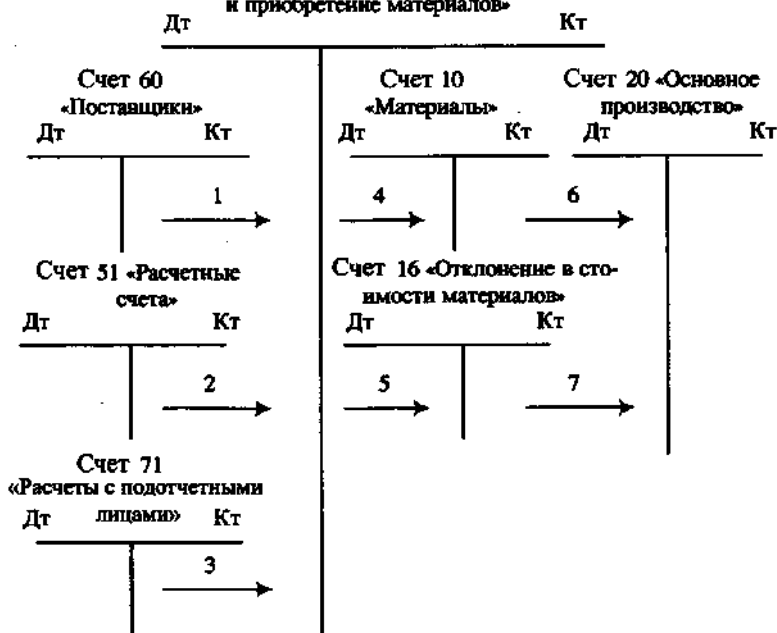 и приобретение материалов»
Дт Кт
Счет 60
«Поставщики»
Дт Кт
Счет 10
«Материалы»
Дт Кт
Счет 20 «Основное
производство»
Дт Кт
1
4
6
Счет 51 «Расчетные
счета»
Дт Кт
Счет 16 «Отклонение в сто-
имости материалов»
Дт Кт
2
5
7
Счет 71
«Расчеты с подотчетными
лицами»
Дт Кт
3